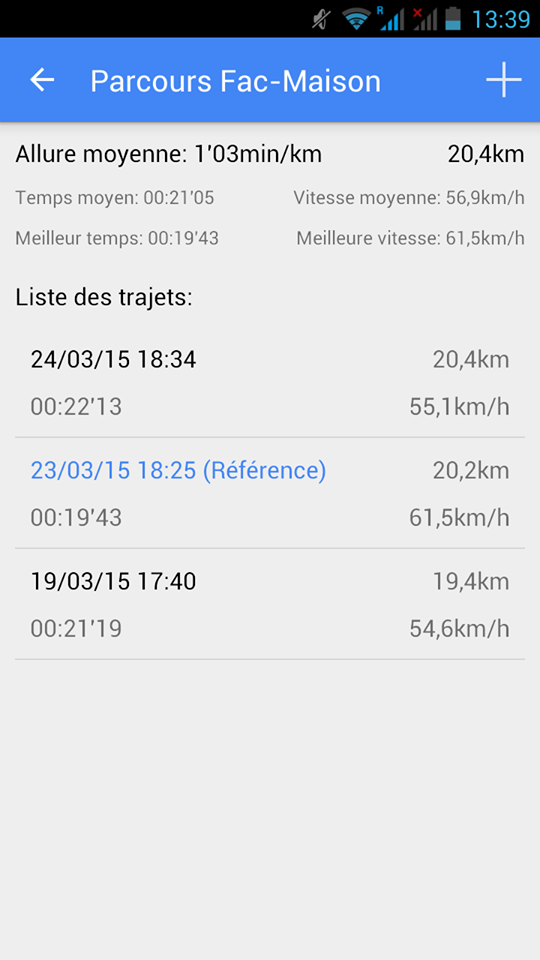 R 13:39
Parcours Fac-Maison
Allure moyenne: 1'03min/km 20,4km
Temps moyen: 00:21'05 Vitesse moyenne: 56,9km/h
Meilleur temps: 00:19'43 Meilleure vitesse: 61,5km/h
Liste des trajets:
24/03/15 18:34 20,4km
00:22'13 55,1km/h
23/03/15 18:25 (Référence) 20,2km
00:19'43 61,5km/h
19/03/15 17:40 19,4km
00:21'19 54,6km/h